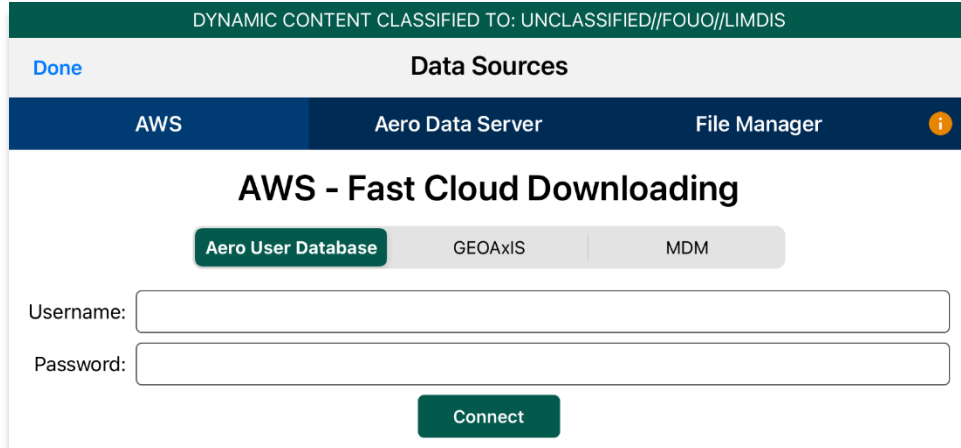 DYNAMIC CONTENT CLASSIFIED TO: UNCLASSIFIED//FOUO//LIMDIS
Done Data Sources
AWS Aero Data Server File Manager i
AWS - Fast Cloud Downloading
Aero User Database GEOAxIS MDM
Username:
Password:
Connect